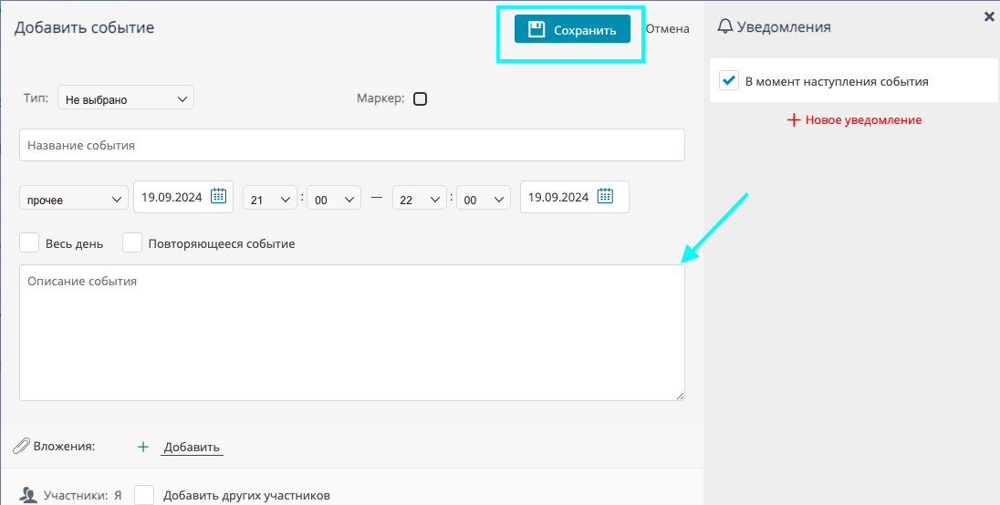 Добавить событие
Сохранить
Отмена
Тип: Не выбрано Маркер:
Название события
прочее 19.09.2024 21 : 00 — 22 : 00 19.09.2024
Весь день Повторяющееся событие
Описание события
Вложения: + Добавить
Участники: Я Добавить других участников
Уведомления
В момент наступления события
+ Новое уведомление